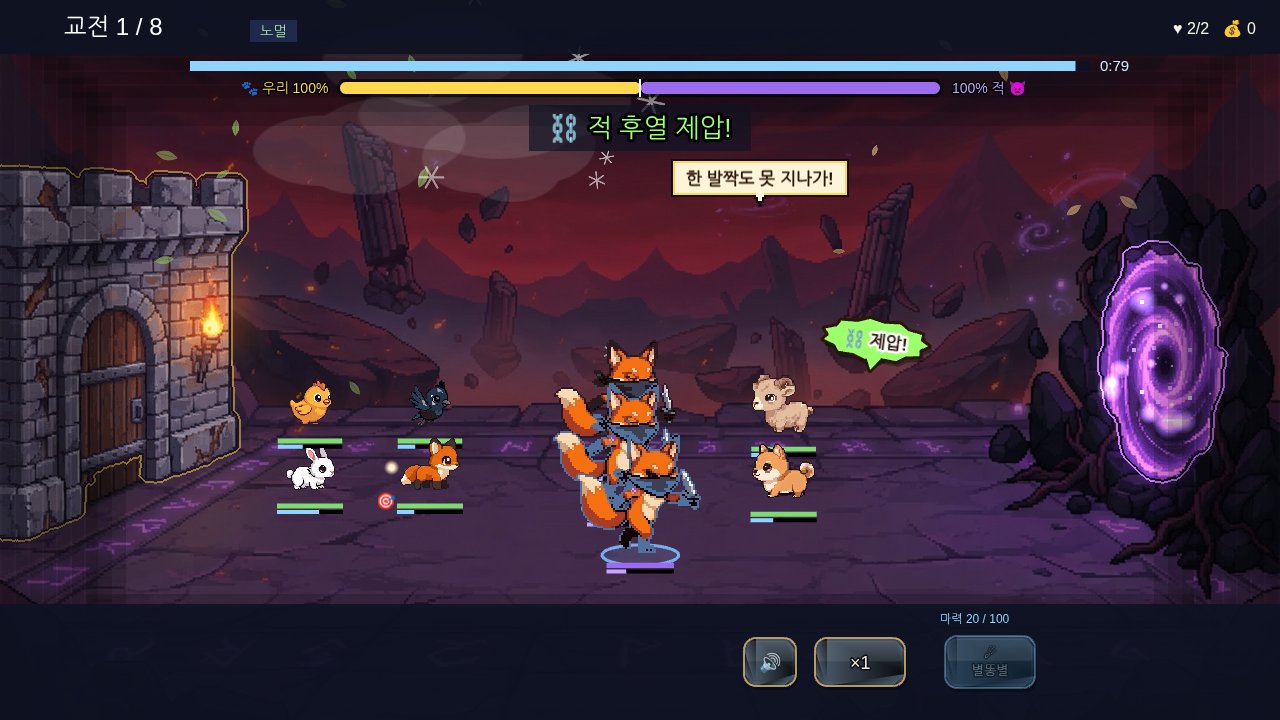 교전 1 / 8
노멀
♥ 2/2 💰 0
0:79
🐾 우리 100%
100% 적 😈
⛓ 적 후열 제압!
한 발짝도 못 지나가!
⛓ 제압!
마력 20 / 100
×1
별똥별